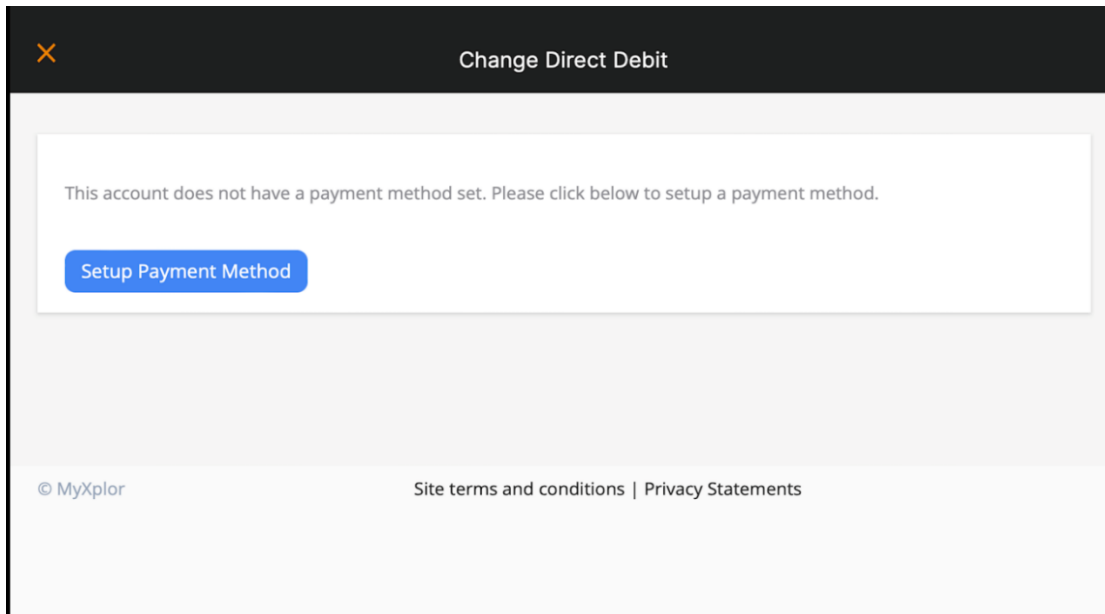 Change Direct Debit
This account does not have a payment method set. Please click below to setup a payment method.
Setup Payment Method
© MyXplor
Site terms and conditions | Privacy Statements